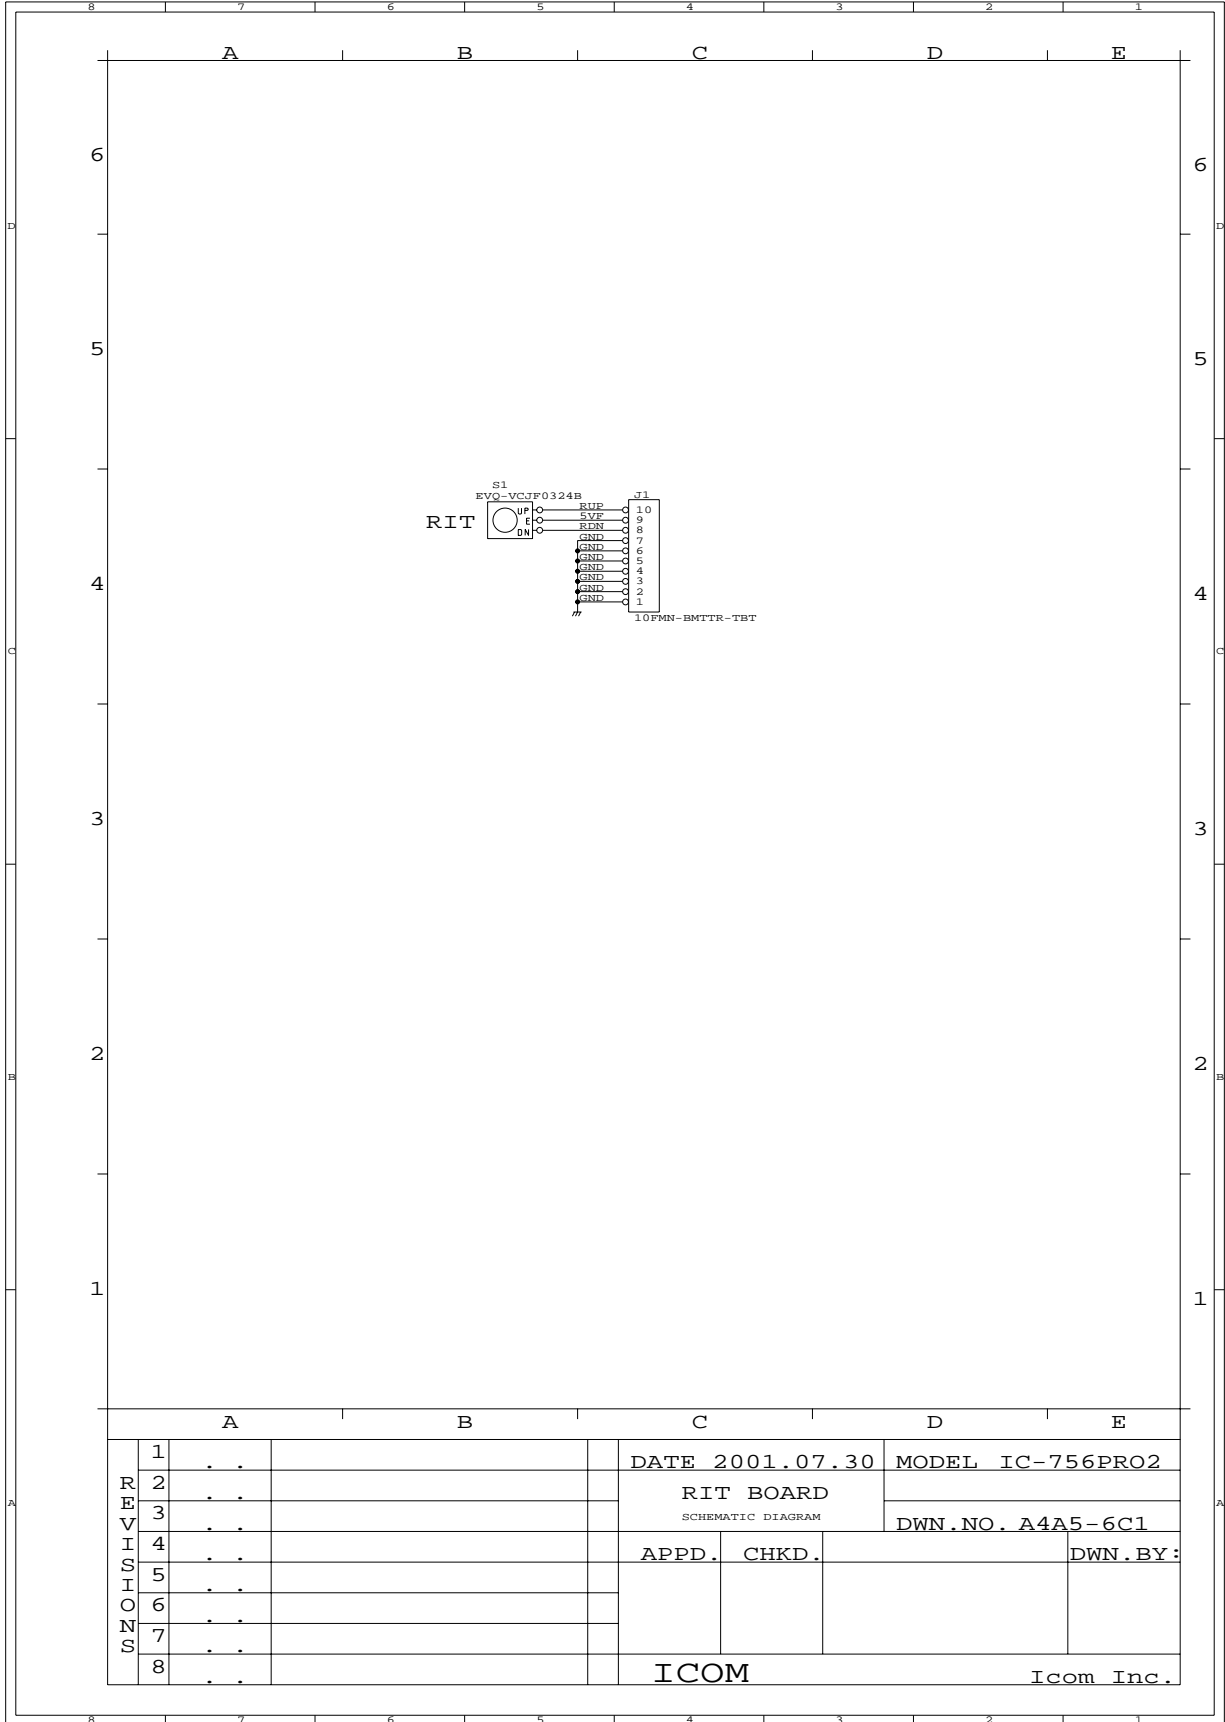 8 7 6 5 4 3 2 1
A B C D E
6 6
D D
5 5
S1
EVQ-VCJF0324B J1
RIT UP RUP 10
E 5VF 9
DN RDN 8
GND 7
GND 6
GND 5
GND 4
GND 3
GND 2
GND 1
10FMN-BMTTR-TBT
4 4
C C
3 3
2 2
B B
1 1
A B C D E
REVISIONS
1 . .
2 . .
3 . .
4 . .
5 . .
6 . .
7 . .
8 . .
DATE 2001.07.30 MODEL IC-756PRO2
RIT BOARD
SCHEMATIC DIAGRAM
DWN.NO. A4A5-6C1
APPD. CHKD. DWN.BY:
A A
ICOM Icom Inc.
8 7 6 5 4 3 2 1